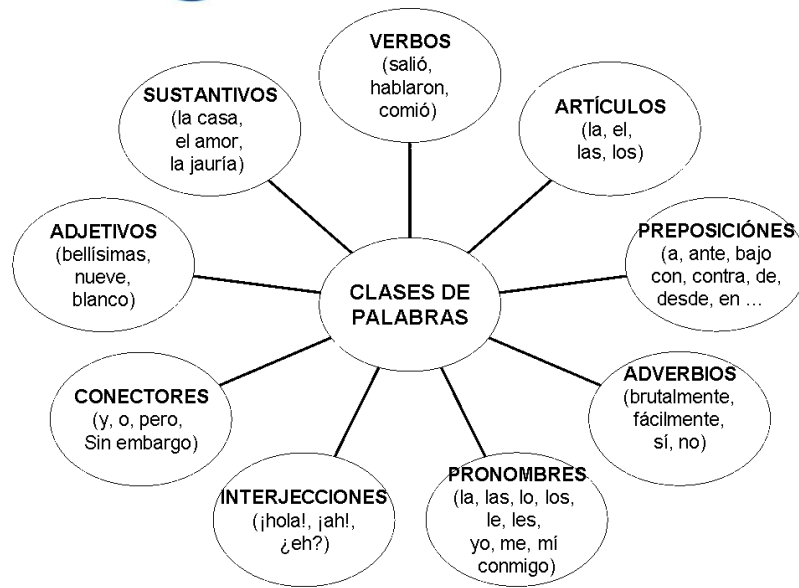 VERBOS
(salió,
hablaron,
comió)
SUSTANTIVOS
(la casa,
el amor,
la jauría)
ARTÍCULOS
(la, el,
las, los)
ADJETIVOS
(bellísimas,
nueve,
blanco)
PREPOSICIÓNES
(a, ante, bajo
con, contra, de,
desde, en ...
CLASES DE
PALABRAS
CONECTORES
(y, o, pero,
Sin embargo)
ADVERBIOS
(brutalmente,
fácilmente,
sí, no)
INTERJECCIONES
(¡hola!, ¡ah!,
¿eh?)
PRONOMBRES
(la, las, lo, los,
le, les,
yo, me, mí
conmigo)